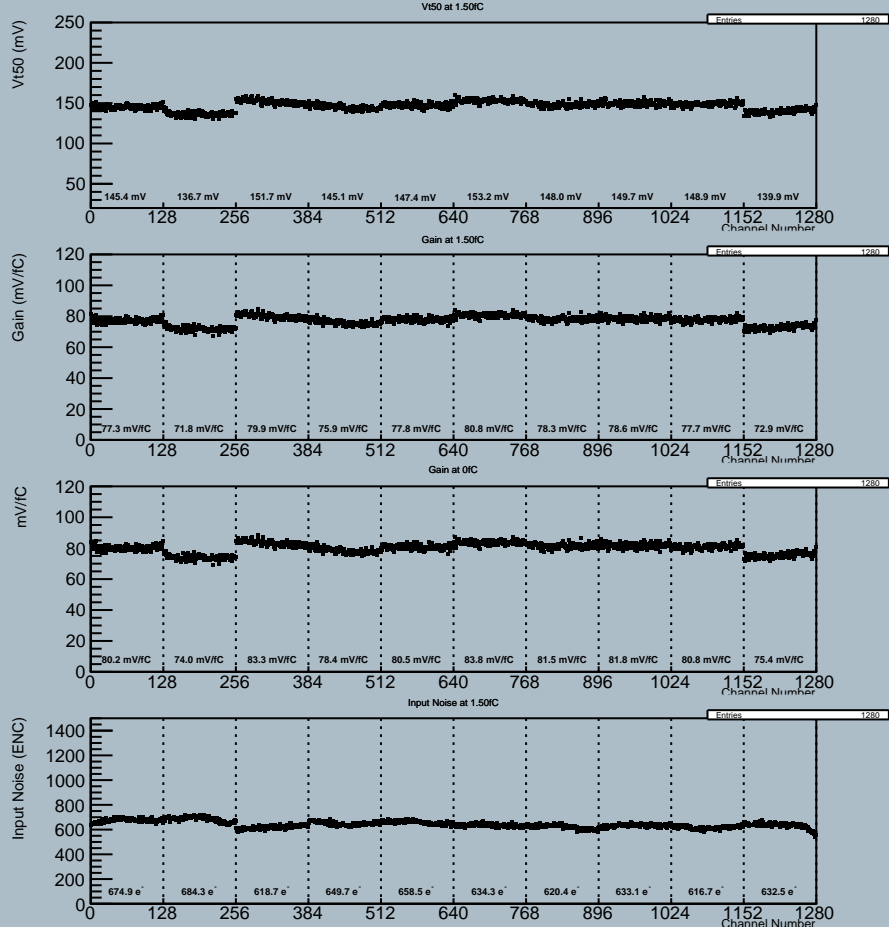 Vt50 at 1.50fC
Entries 1280
Vt50 (mV)
250
200
150
100
50
145.4 mV 136.7 mV 151.7 mV 145.1 mV 147.4 mV 153.2 mV 148.0 mV 149.7 mV 148.9 mV 139.9 mV
0 128 256 384 512 640 768 896 1024 1152 1280
Channel Number
Gain at 1.50fC
Entries 1280
Gain (mV/fC)
120
100
80
60
40
20
0
77.3 mV/fC 71.8 mV/fC 79.9 mV/fC 75.9 mV/fC 77.8 mV/fC 80.8 mV/fC 78.3 mV/fC 78.6 mV/fC 77.7 mV/fC 72.9 mV/fC
0 128 256 384 512 640 768 896 1024 1152 1280
Channel Number
Gain at 0fC
Entries 1280
mV/fC
120
100
80
60
40
20
0
80.2 mV/fC 74.0 mV/fC 83.3 mV/fC 78.4 mV/fC 80.5 mV/fC 83.8 mV/fC 81.5 mV/fC 81.8 mV/fC 80.8 mV/fC 75.4 mV/fC
0 128 256 384 512 640 768 896 1024 1152 1280
Channel Number
Input Noise at 1.50fC
Entries 1280
Input Noise (ENC)
1400
1200
1000
800
600
400
200
0
674.9 e⁻ 684.3 e⁻ 618.7 e⁻ 649.7 e⁻ 658.5 e⁻ 634.3 e⁻ 620.4 e⁻ 633.1 e⁻ 616.7 e⁻ 632.5 e⁻
0 128 256 384 512 640 768 896 1024 1152 1280
Channel Number